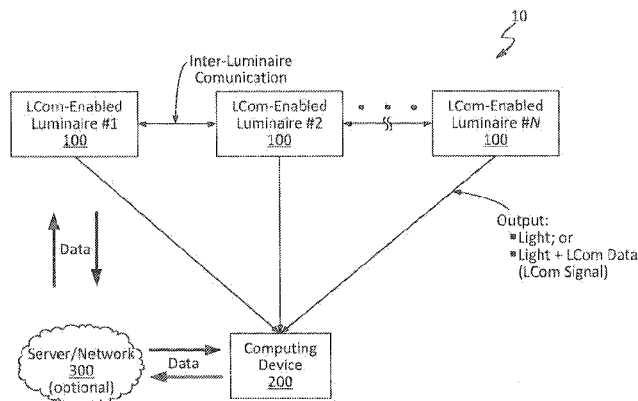 10
Inter-Luminaire
Comunication
LCom-Enabled
Luminaire #1
100
LCom-Enabled
Luminaire #2
100
LCom-Enabled
Luminaire #N
100
Data
Output:
▪Light; or
▪Light + LCom Data
(LCom Signal)
Server/Network
300
(optional)
Data
Computing
Device
200